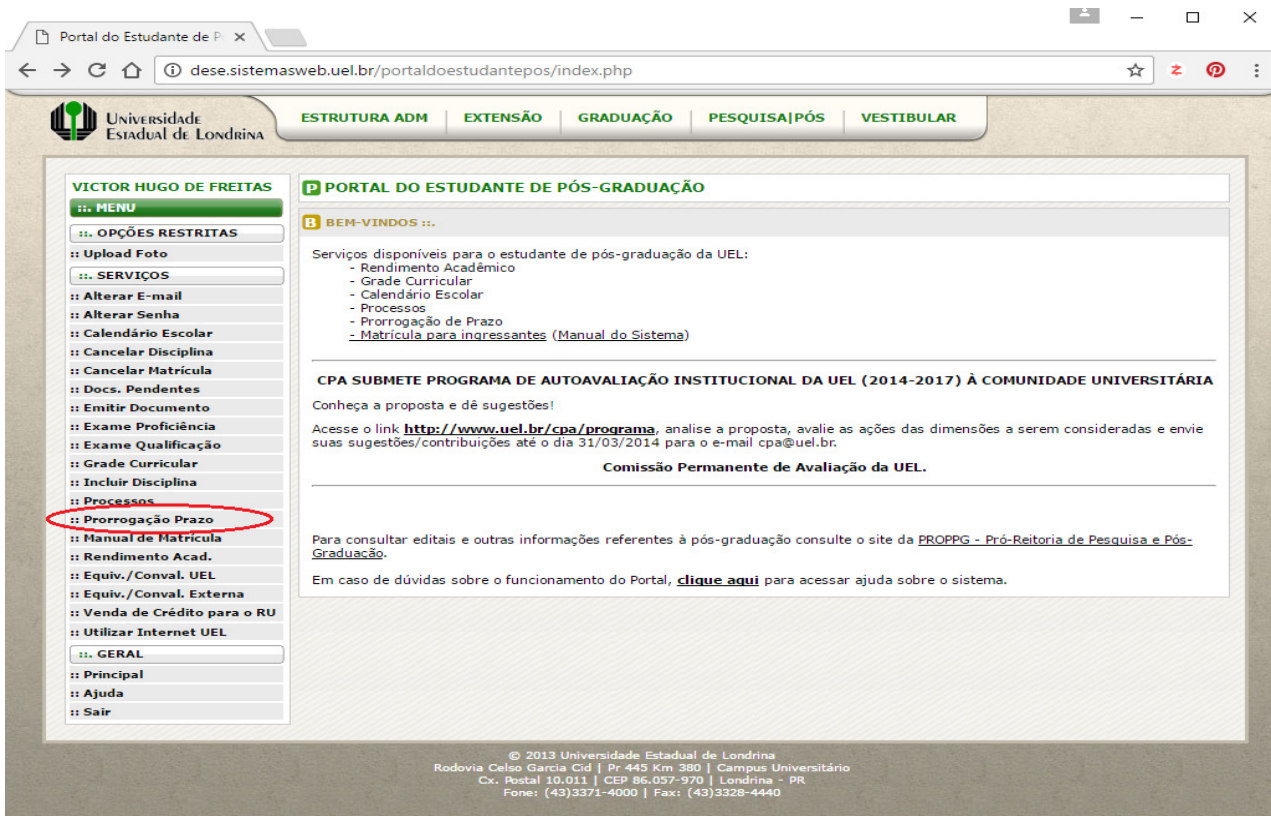 Portal do Estudante de P
dese.sistemasweb.uel.br/portaldoestudantepos/index.php
Universidade
Estadual de Londrina
ESTRUTURA ADM | EXTENSÃO | GRADUAÇÃO | PESQUISA|PÓS | VESTIBULAR
VICTOR HUGO DE FREITAS
::. MENU
::. OPÇÕES RESTRITAS
:: Upload Foto
::. SERVIÇOS
:: Alterar E-mail
:: Alterar Senha
:: Calendário Escolar
:: Cancelar Disciplina
:: Cancelar Matrícula
:: Docs. Pendentes
:: Emitir Documento
:: Exame Proficiência
:: Exame Qualificação
:: Grade Curricular
:: Incluir Disciplina
:: Processos
:: Prorrogação Prazo
:: Manual de Matrícula
:: Rendimento Acad.
:: Equiv./Conval. UEL
:: Equiv./Conval. Externa
:: Venda de Crédito para o RU
:: Utilizar Internet UEL
::. GERAL
:: Principal
:: Ajuda
:: Sair
P PORTAL DO ESTUDANTE DE PÓS-GRADUAÇÃO
B BEM-VINDOS ::.
Serviços disponíveis para o estudante de pós-graduação da UEL:
- Rendimento Acadêmico
- Grade Curricular
- Calendário Escolar
- Processos
- Prorrogação de Prazo
- Matrícula para ingressantes (Manual do Sistema)
CPA SUBMETE PROGRAMA DE AUTOAVALIAÇÃO INSTITUCIONAL DA UEL (2014-2017) À COMUNIDADE UNIVERSITÁRIA
Conheça a proposta e dê sugestões!
Acesse o link http://www.uel.br/cpa/programa, analise a proposta, avalie as ações das dimensões a serem consideradas e envie
suas sugestões/contribuições até o dia 31/03/2014 para o e-mail cpa@uel.br.
Comissão Permanente de Avaliação da UEL.
Para consultar editais e outras informações referentes à pós-graduação consulte o site da PROPPG - Pró-Reitoria de Pesquisa e Pós-
Graduação.
Em caso de dúvidas sobre o funcionamento do Portal, clique aqui para acessar ajuda sobre o sistema.
© 2013 Universidade Estadual de Londrina
Rodovia Celso Garcia Cid | Pr 445 Km 380 | Campus Universitário
Cx. Postal 10.011 | CEP 86.057-970 | Londrina - PR
Fone: (43)3371-4000 | Fax: (43)3328-4440